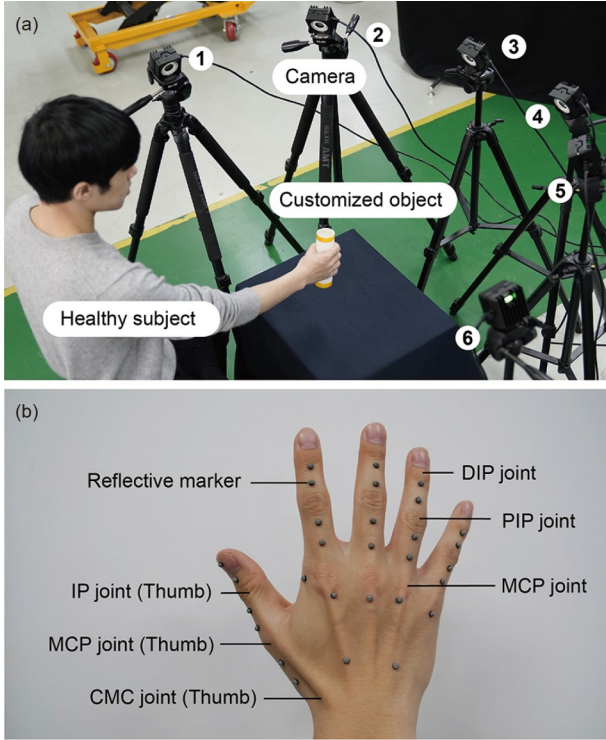 (a)
1
2
3
Camera
4
Customized object
5
Healthy subject
6
(b)
Reflective marker
DIP joint
PIP joint
IP joint (Thumb)
MCP joint
MCP joint (Thumb)
CMC joint (Thumb)